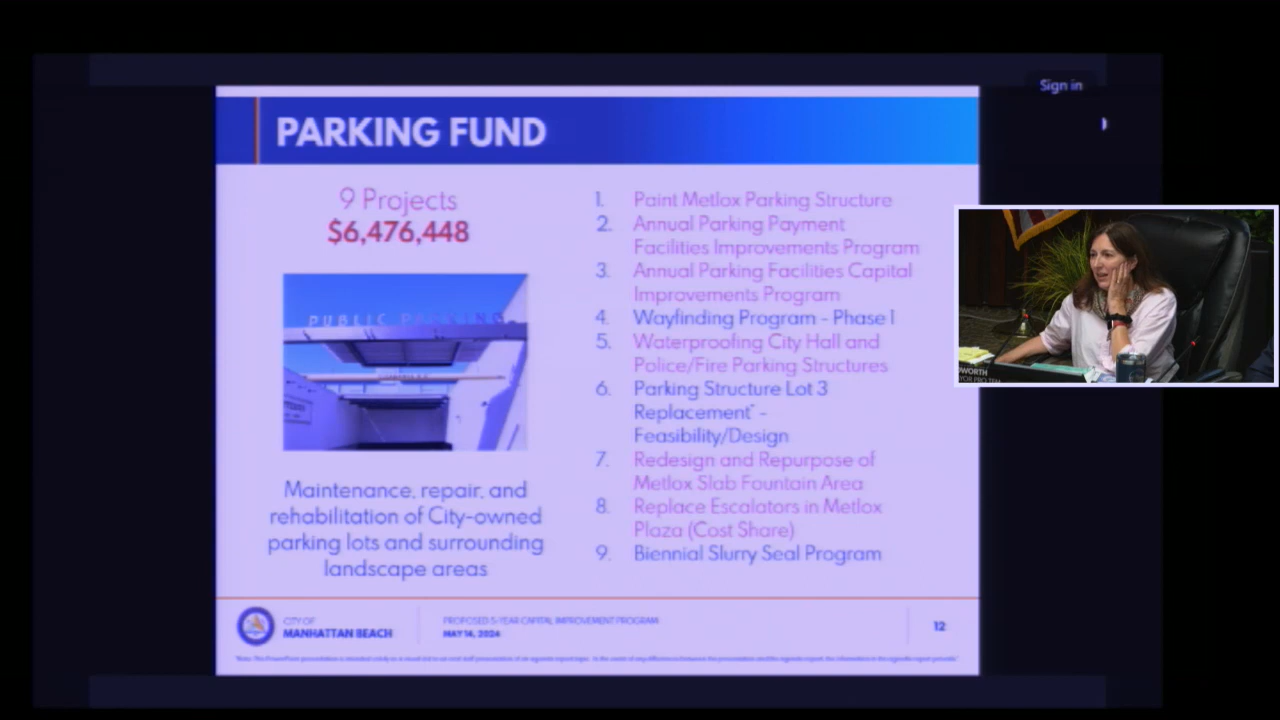 Sign in
PARKING FUND
9 Projects
$6,476,448
PUBLIC PARKING
Maintenance, repair, and
rehabilitation of City-owned
parking lots and surrounding
landscape areas
1. Paint Metlox Parking Structure
2. Annual Parking Payment
Facilities Improvements Program
3. Annual Parking Facilities Capital
Improvements Program
4. Wayfinding Program - Phase I
5. Waterproofing City Hall and
Police/Fire Parking Structures
6. Parking Structure Lot 3
Replacement* -
Feasibility/Design
7. Redesign and Repurpose of
Metlox Slab Fountain Area
8. Replace Escalators in Metlox
Plaza (Cost Share)
9. Biennial Slurry Seal Program
CITY OF
MANHATTAN BEACH
PROPOSED 5-YEAR CAPITAL IMPROVEMENT PROGRAM
MAY 14, 2024
12
OWORTH
YOR PRO TEM